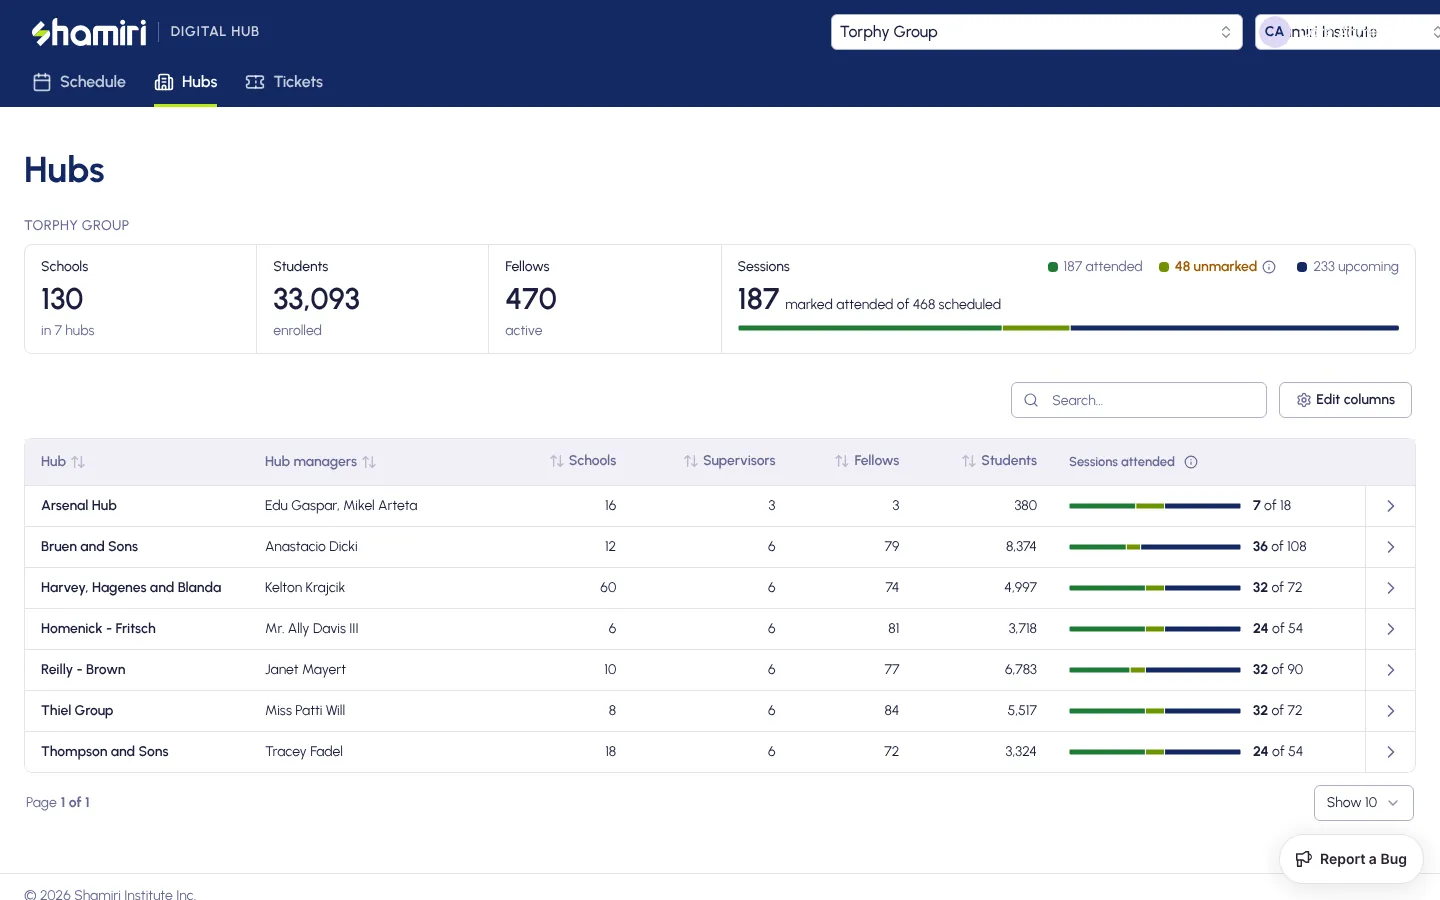 shamiri DIGITAL HUB
Torphy Group
CA
Institute
Schedule Hubs Tickets
Hubs
TORPHY GROUP
Schools
130
in 7 hubs
Students
33,093
enrolled
Fellows
470
active
Sessions
187 attended 48 unmarked 233 upcoming
187 marked attended of 468 scheduled
Search...
Edit columns
Hub Hub managers Schools Supervisors Fellows Students Sessions attended
Arsenal Hub Edu Gaspar, Mikel Arteta 16 3 3 380 7 of 18
Bruen and Sons Anastacio Dicki 12 6 79 8,374 36 of 108
Harvey, Hagenes and Blanda Kelton Krajcik 60 6 74 4,997 32 of 72
Homenick - Fritsch Mr. Ally Davis III 6 6 81 3,718 24 of 54
Reilly - Brown Janet Mayert 10 6 77 6,783 32 of 90
Thiel Group Miss Patti Will 8 6 84 5,517 32 of 72
Thompson and Sons Tracey Fadel 18 6 72 3,324 24 of 54
Page 1 of 1
Show 10
Report a Bug
© 2026 Shamiri Institute Inc.